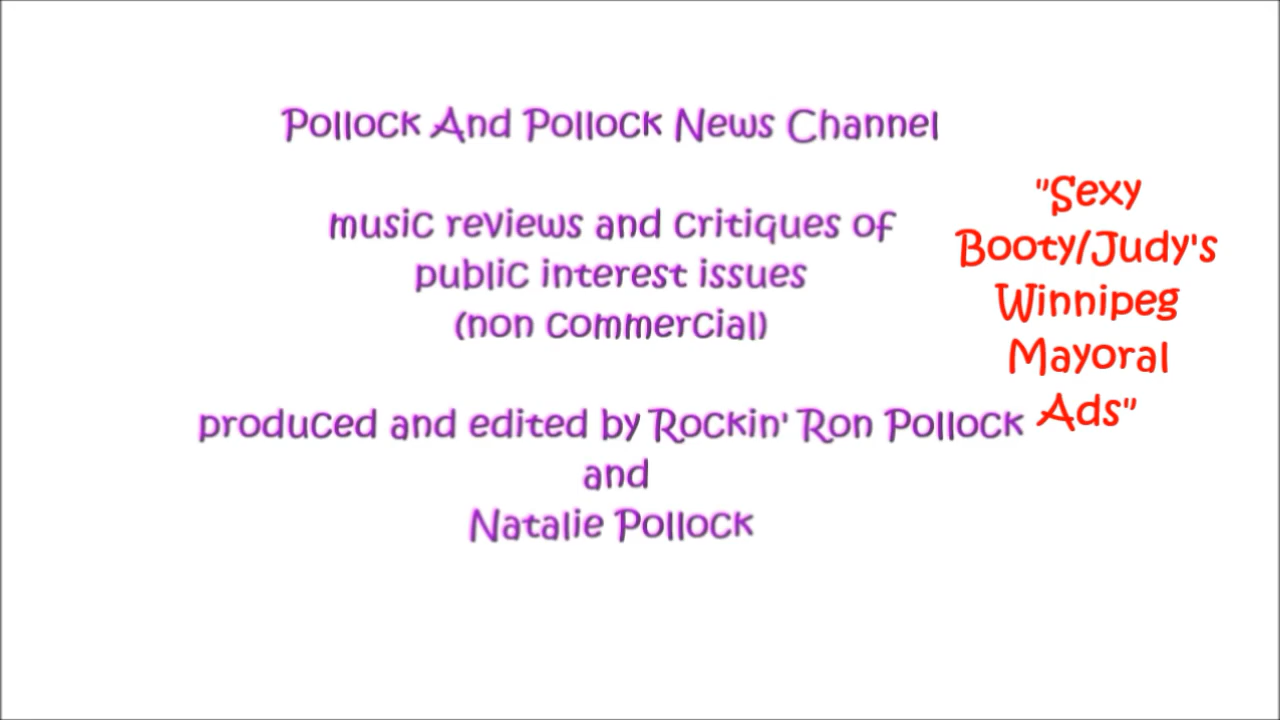 Pollock And Pollock News Channel
music reviews and critiques of
public interest issues
(non commercial)
produced and edited by Rockin' Ron Pollock
and
Natalie Pollock
"Sexy
Booty/Judy's
Winnipeg
Mayoral
Ads"